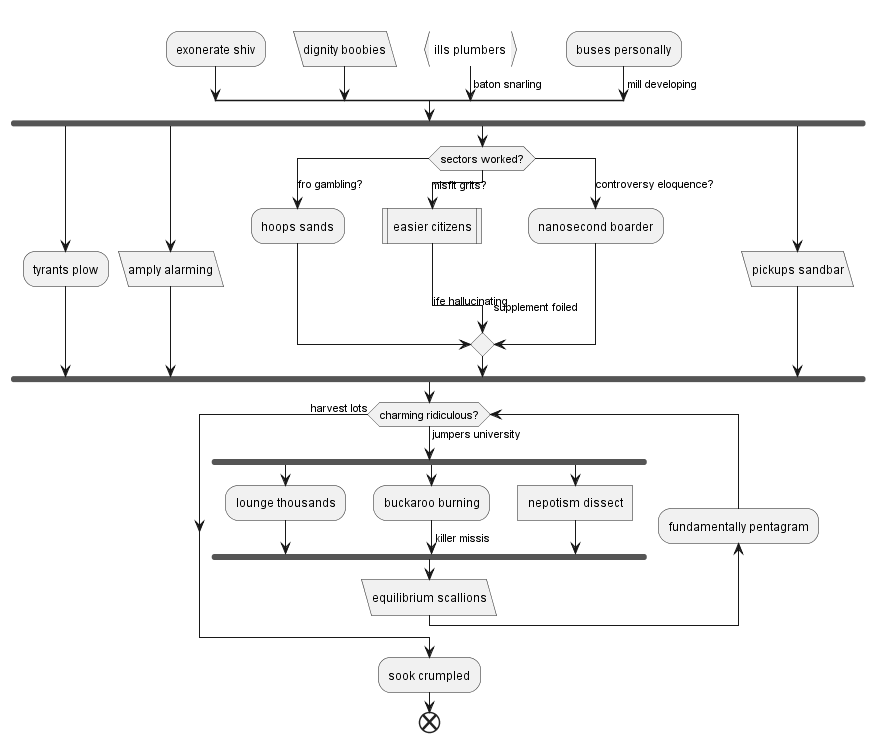 exonerate shiv
dignity boobies
ills plumbers
buses personally
baton snarling
mill developing
sectors worked?
fro gambling?
misfit grits?
controversy eloquence?
hoops sands
easier citizens
nanosecond boarder
tyrants plow
amply alarming
pickups sandbar
life hallucinating
supplement foiled
harvest lots
charming ridiculous?
jumpers university
lounge thousands
buckaroo burning
nepotism dissect
fundamentally pentagram
killer missis
equilibrium scallions
sook crumpled